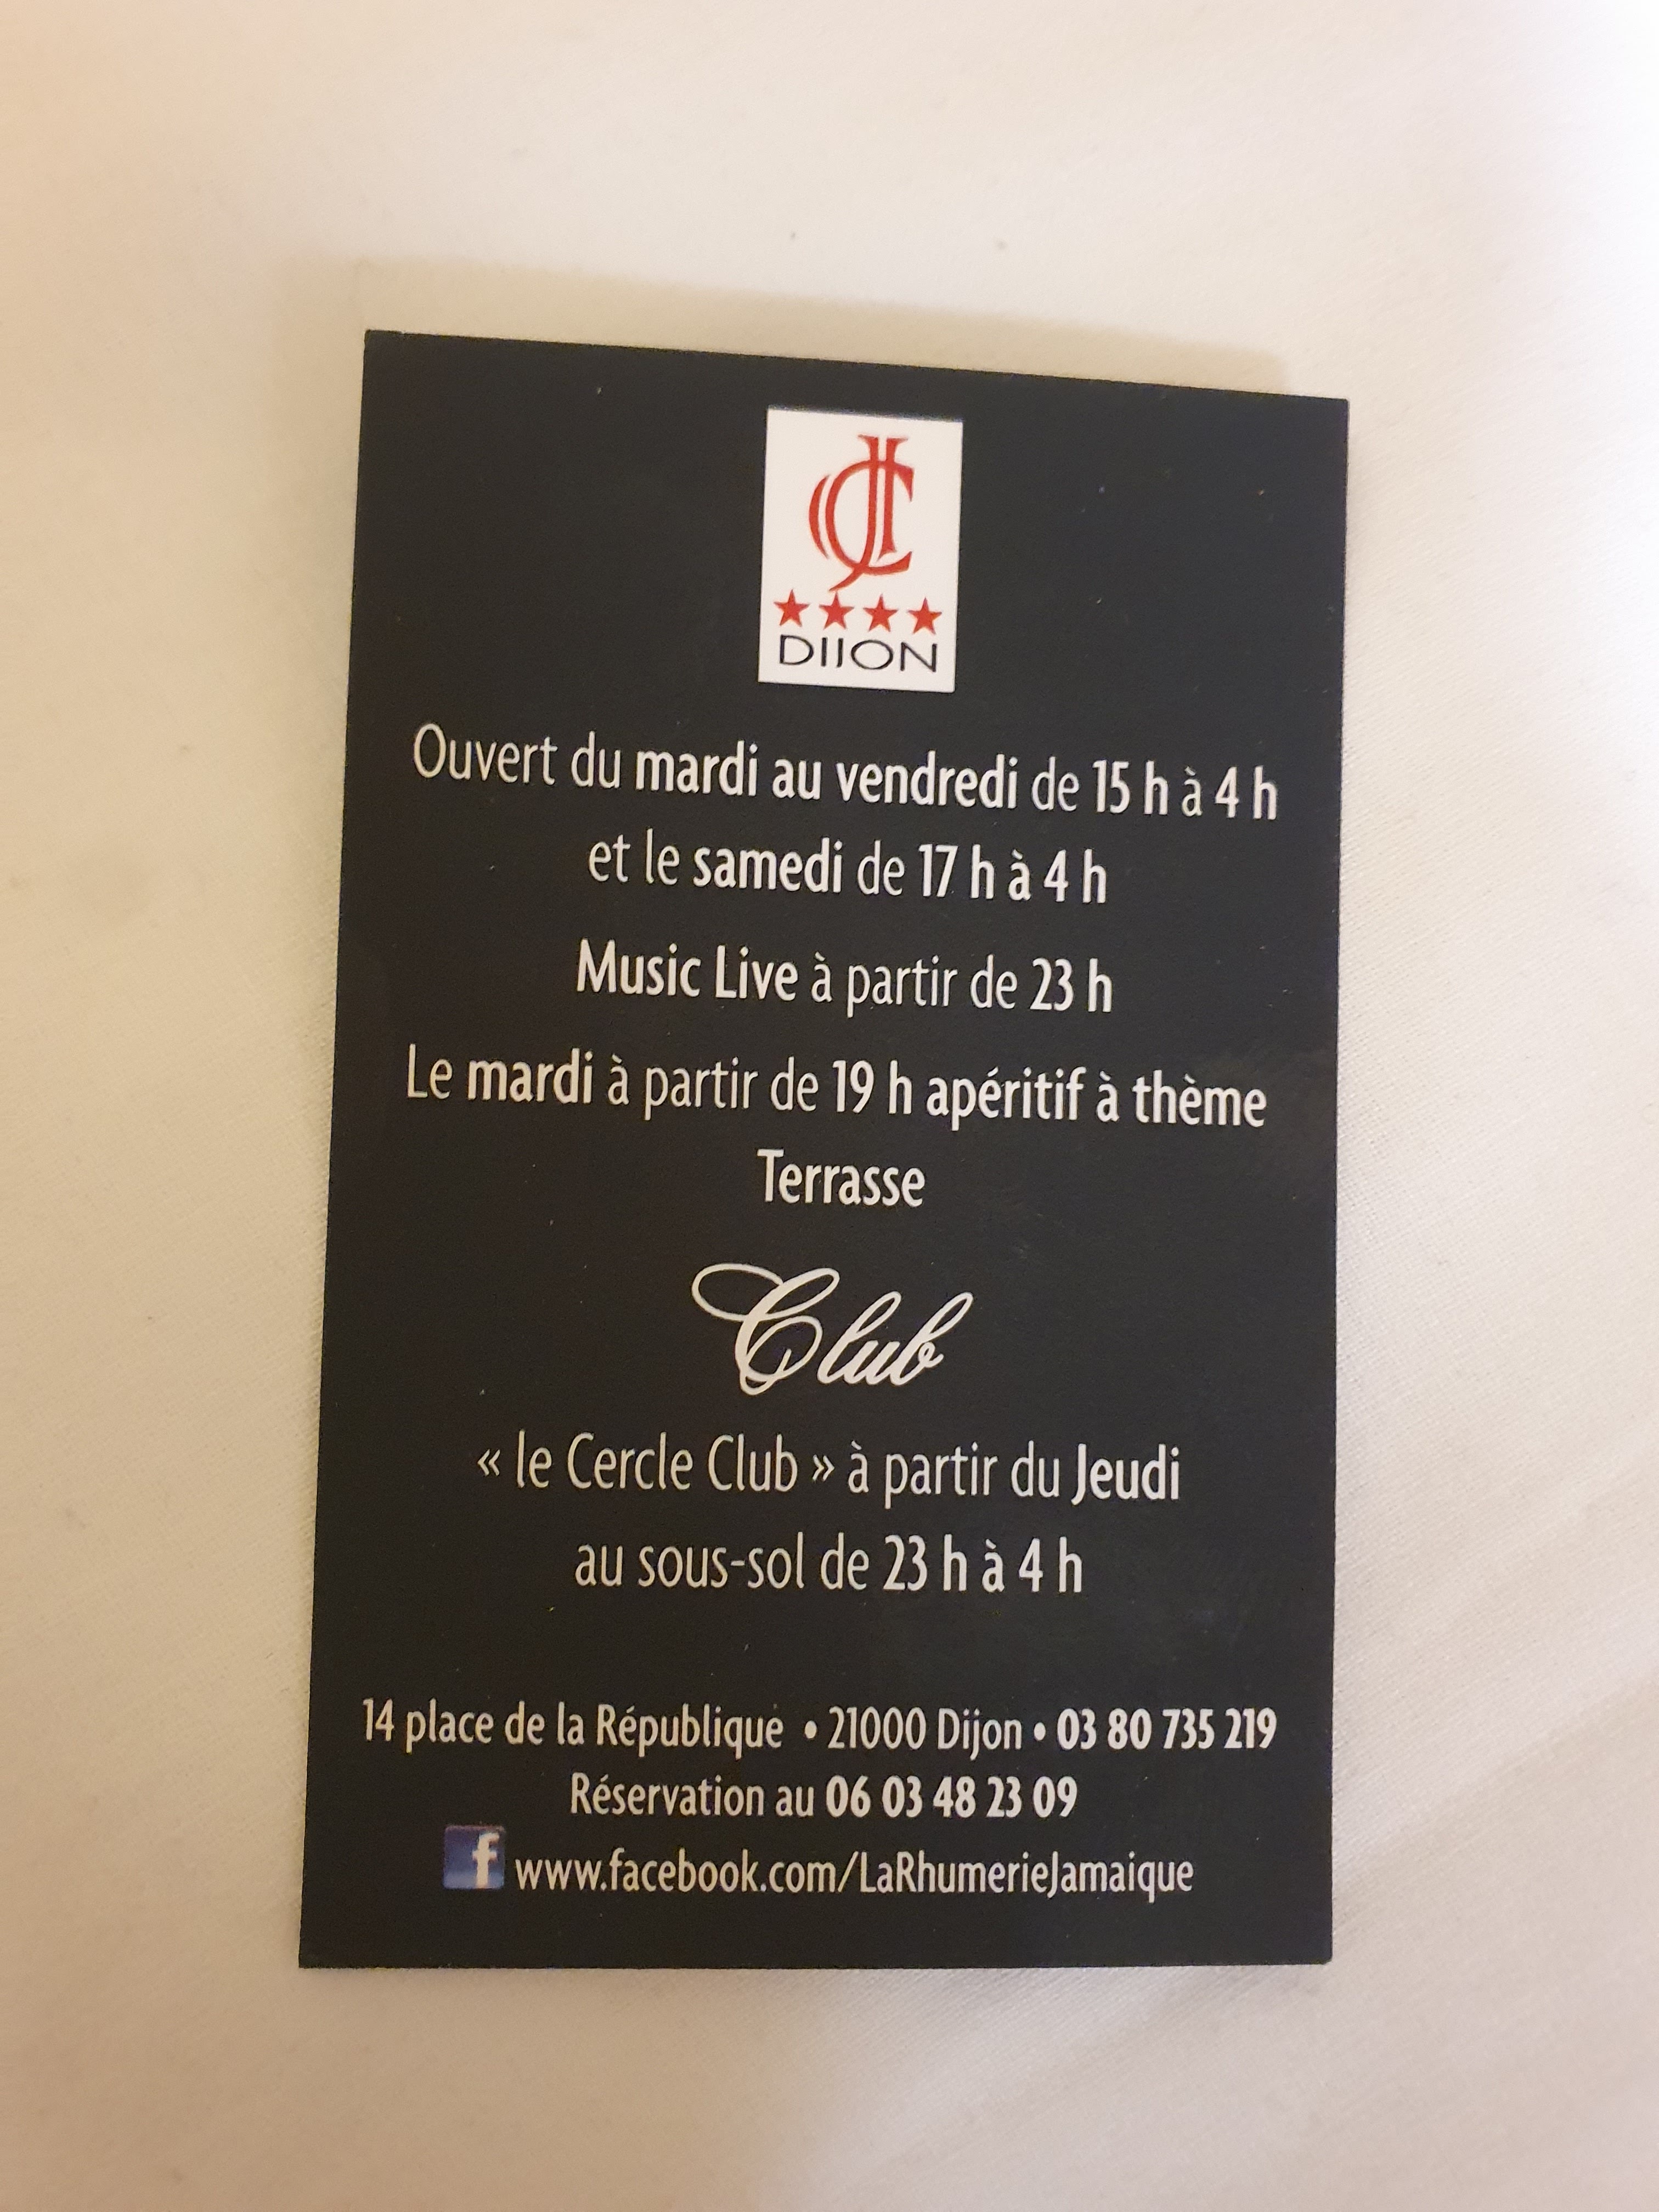 JC
DIJON
Ouvert du mardi au vendredi de 15 h à 4 h
et le samedi de 17 h à 4 h
Music Live à partir de 23 h
Le mardi à partir de 19 h apéritif à thème
Terrasse
Club
« le Cercle Club » à partir du Jeudi
au sous-sol de 23 h à 4 h
14 place de la République • 21000 Dijon • 03 80 735 219
Réservation au 06 03 48 23 09
f www.facebook.com/LaRhumerieJamaique